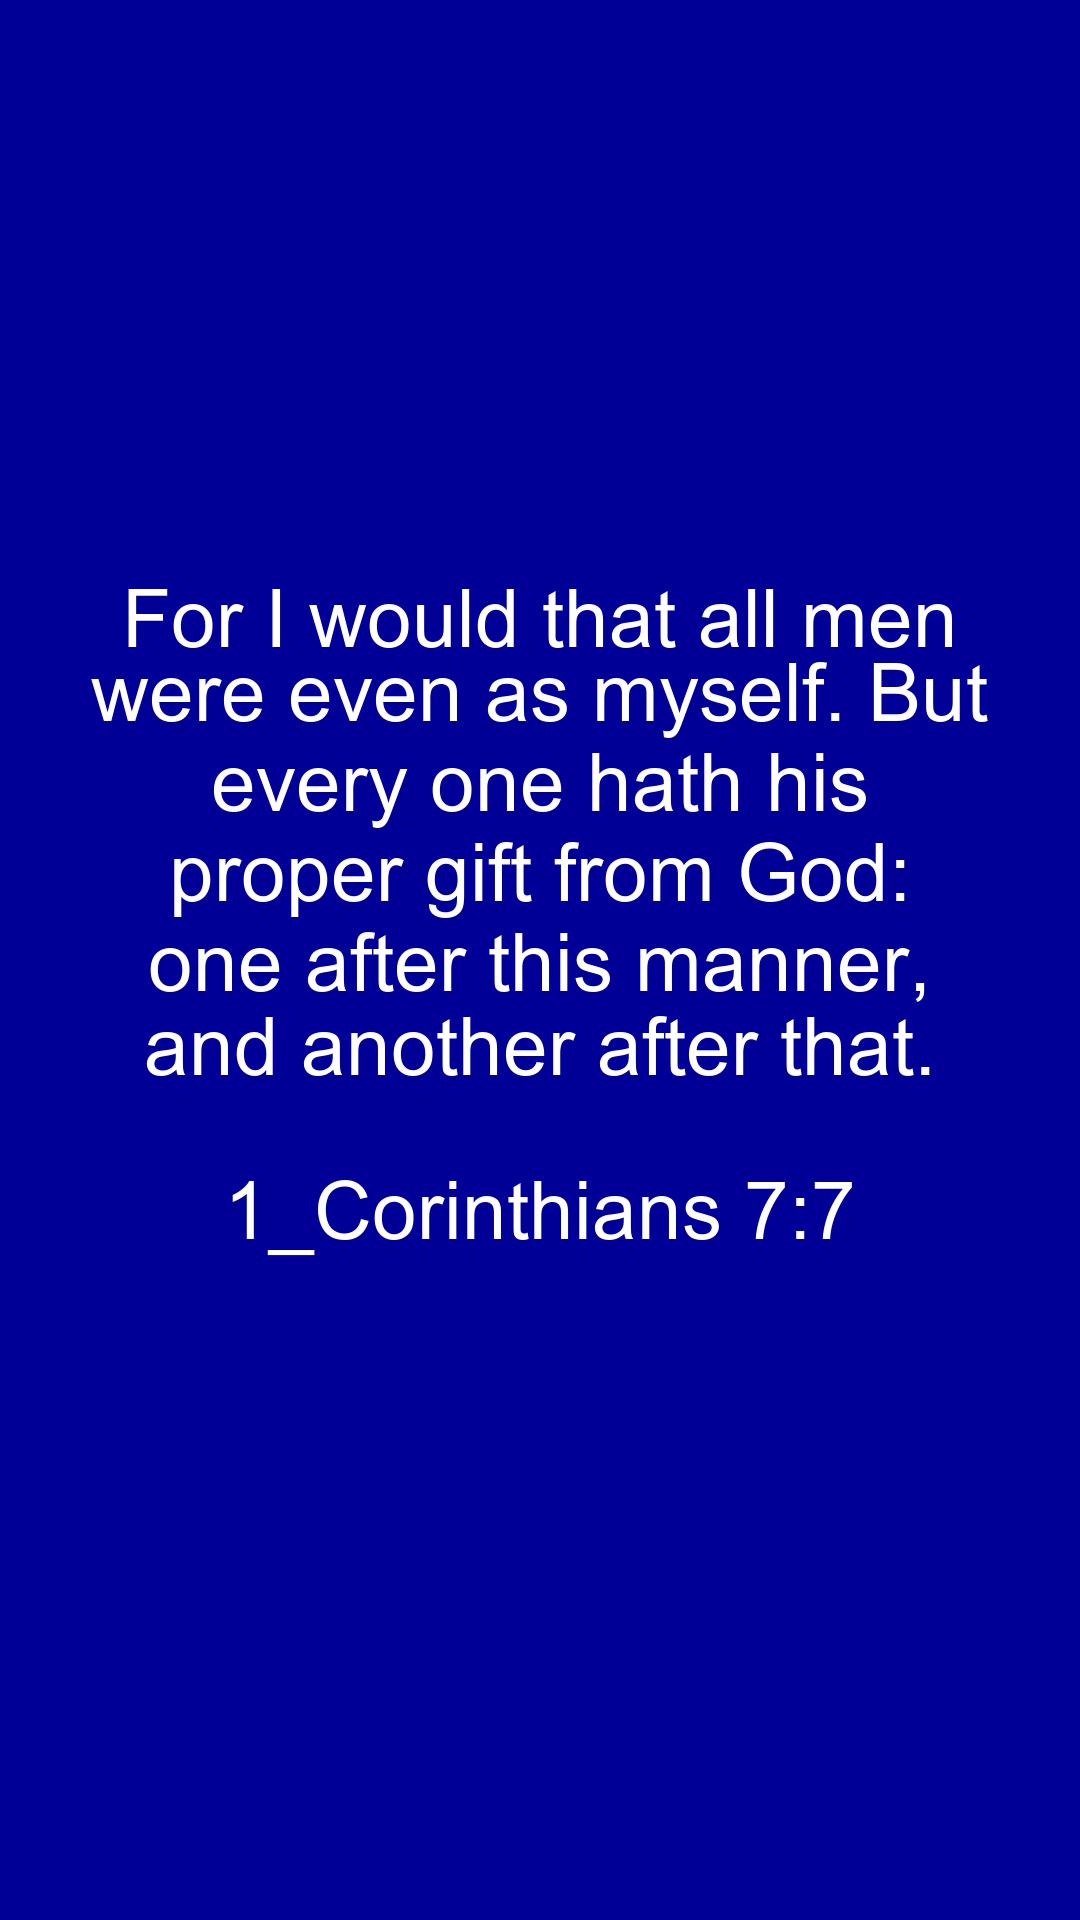 For I would that all men
were even as myself. But
every one hath his
proper gift from God:
one after this manner,
and another after that.
1_Corinthians 7:7